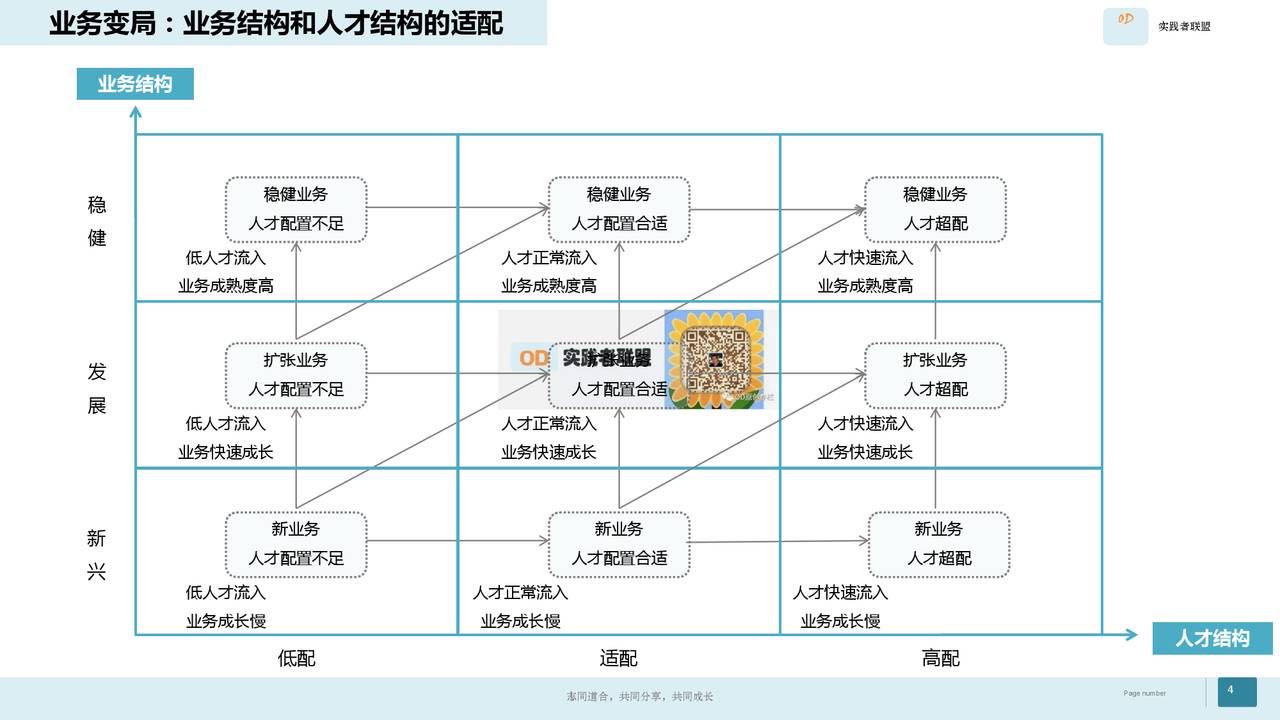 业务变局：业务结构和人才结构的适配
OD
实践者联盟
业务结构
稳健
稳健业务
人才配置不足
低人才流入
业务成熟度高
稳健业务
人才配置合适
人才正常流入
业务成熟度高
稳健业务
人才超配
人才快速流入
业务成熟度高
发展
扩张业务
人才配置不足
低人才流入
业务快速成长
OD
实践者联盟
人才配置合适
人才正常流入
业务快速成长
扩张业务
人才超配
人才快速流入
业务快速成长
新兴
新业务
人才配置不足
低人才流入
业务成长慢
新业务
人才配置合适
人才正常流入
业务成长慢
新业务
人才超配
人才快速流入
业务成长慢
低配
适配
高配
人才结构
志同道合，共同分享，共同成长
Page number
4